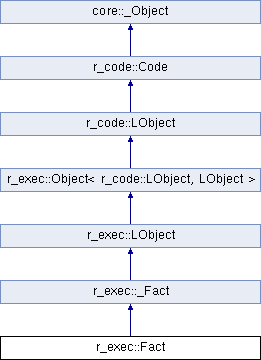 core::_Object
r_code::Code
r_code::LObject
r_exec::Object< r_code::LObject, LObject >
r_exec::LObject
r_exec::_Fact
r_exec::Fact